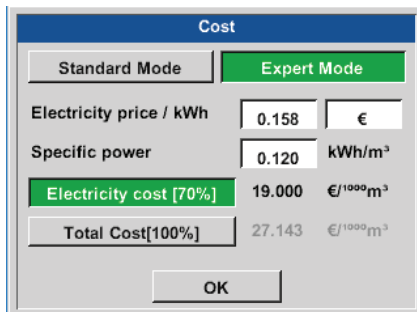 Cost
Standard Mode Expert Mode
Electricity price / kWh 0.158 €
Specific power 0.120 kWh/m³
Electricity cost [70%] 19.000 €/¹⁰⁰⁰m³
Total Cost[100%] 27.143 €/¹⁰⁰⁰m³
OK